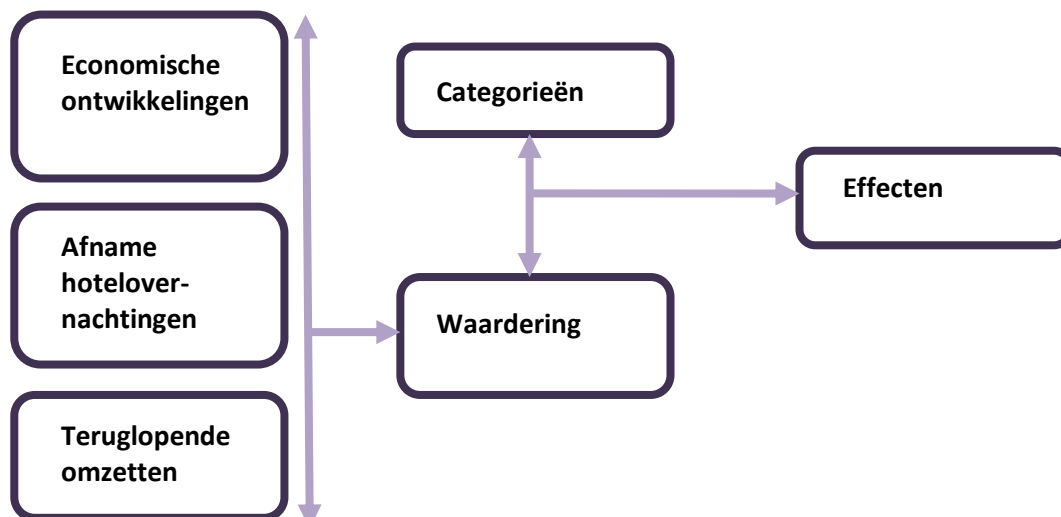 Economische
ontwikkelingen
Categorieën
Effecten
Afname
hotelover-
nachtingen
Waardering
Teruglopende
omzetten